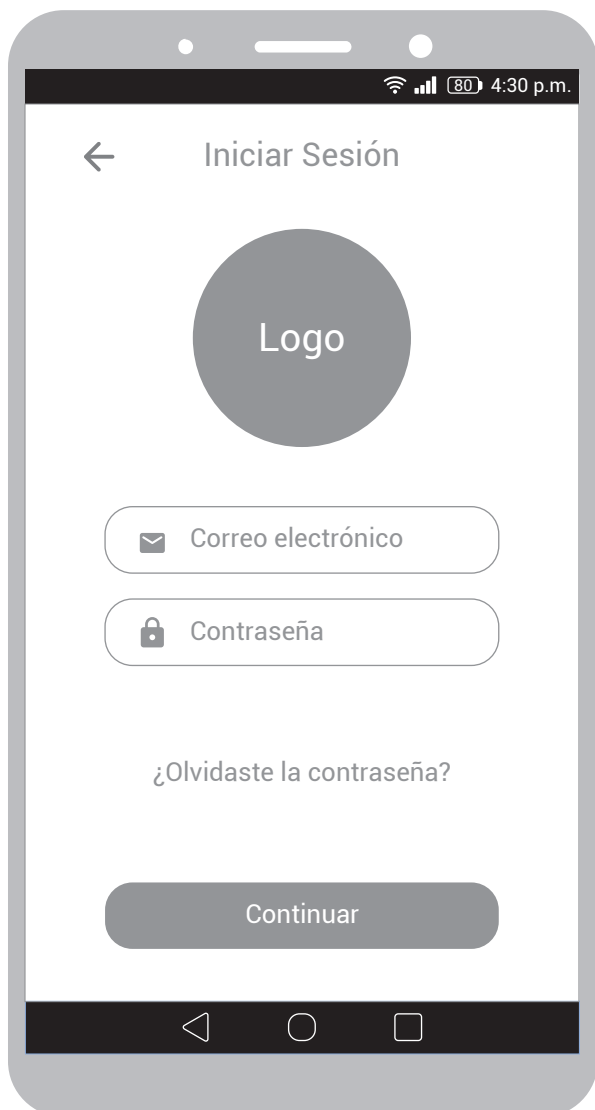 80 4:30 p.m.
Iniciar Sesión
Logo
Correo electrónico
Contraseña
¿Olvidaste la contraseña?
Continuar